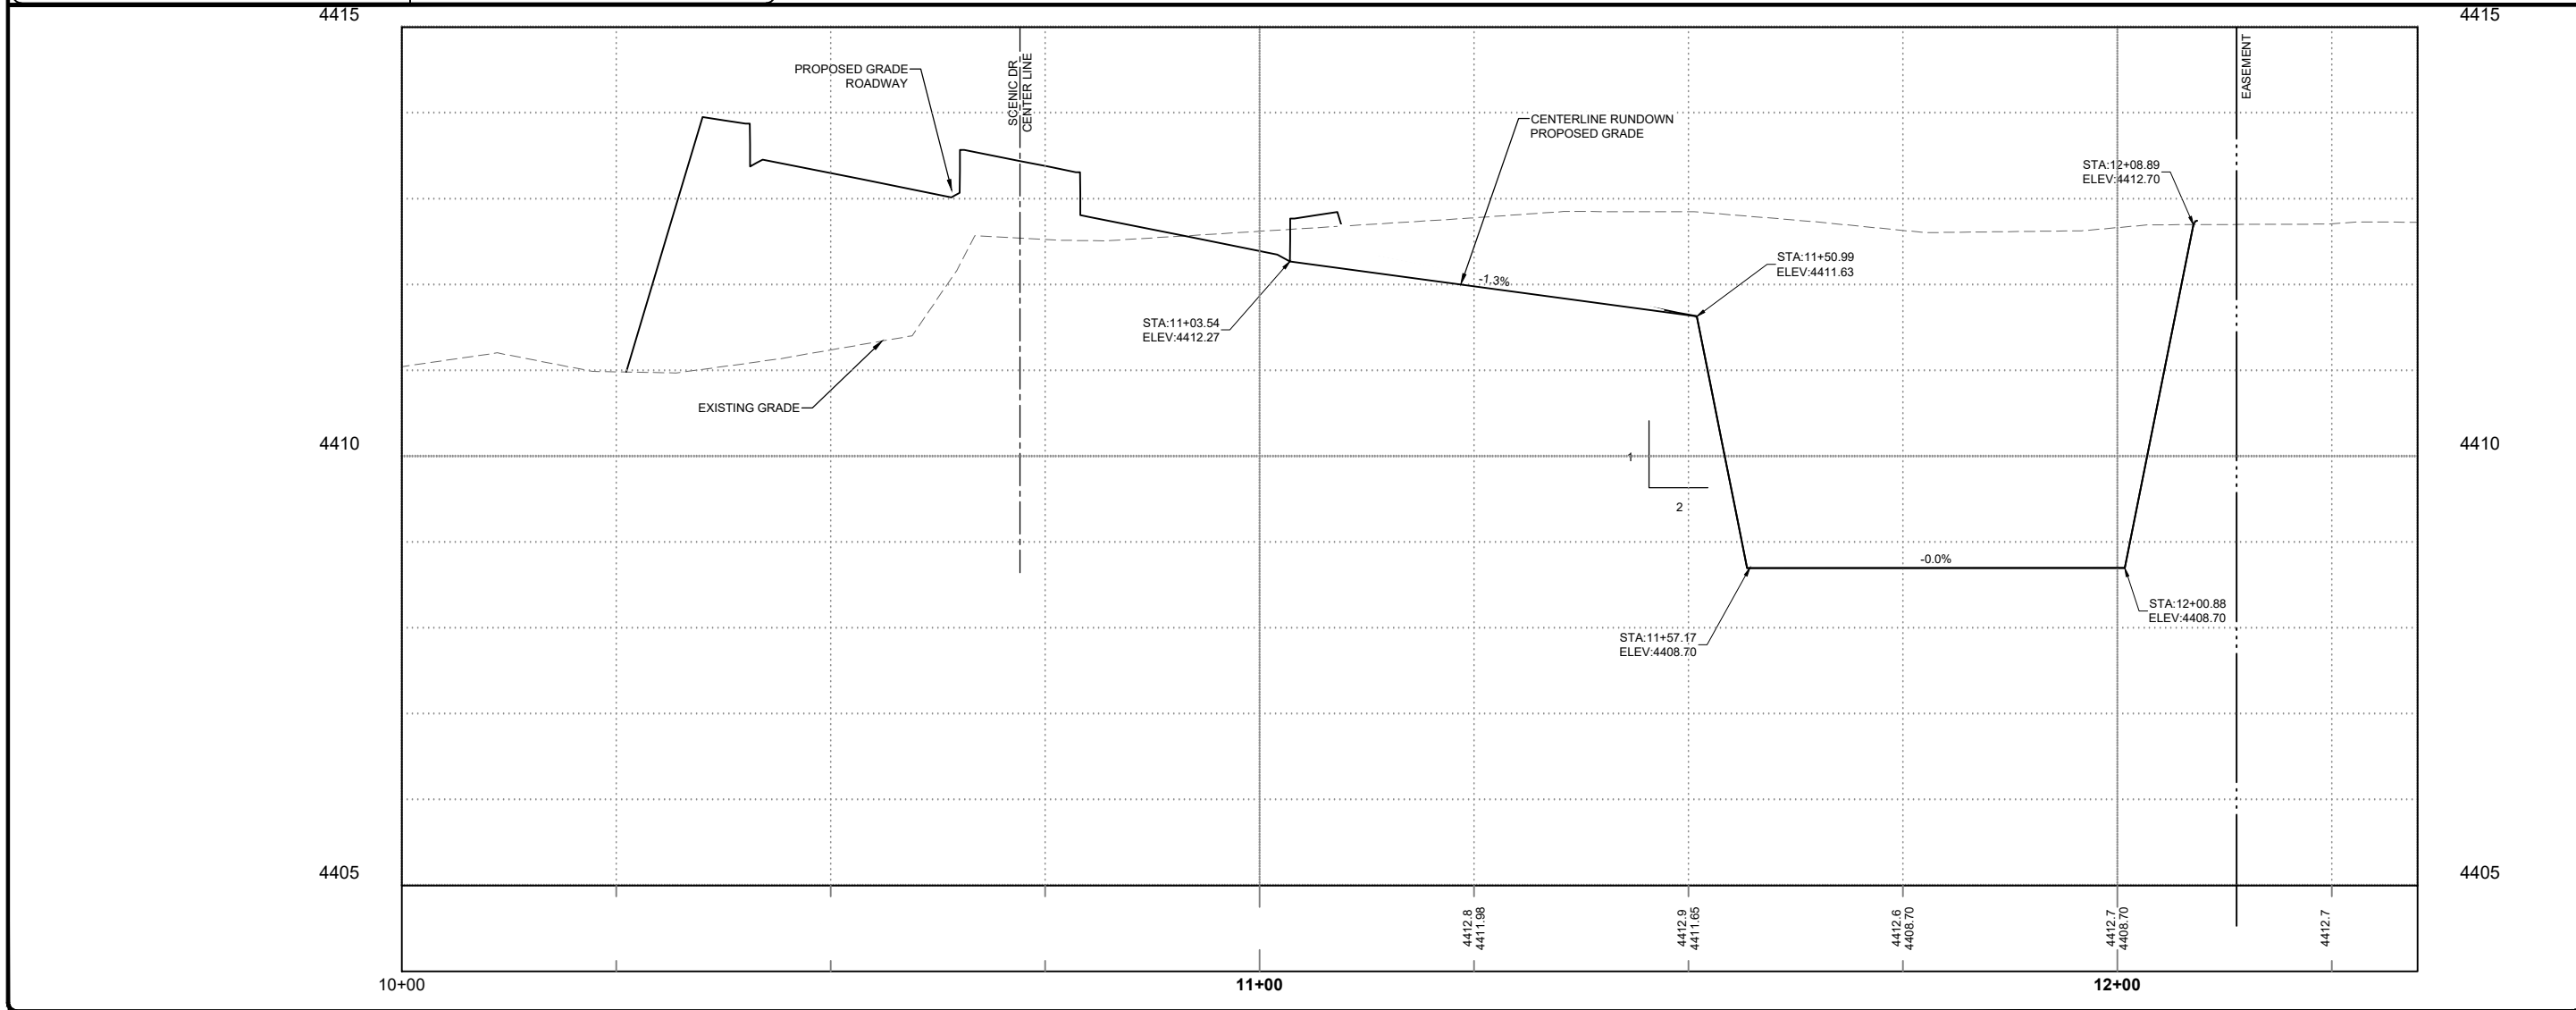 4415
4415
PROPOSED GRADE
ROADWAY
SCENIC DR
CENTER LINE
EASEMENT
CENTERLINE RUNDOWN
PROPOSED GRADE
STA:12+08.89
ELEV:4412.70
STA:11+50.99
ELEV:4411.63
-1.3%
STA:11+03.54
ELEV:4412.27
EXISTING GRADE
4410
4410
1
2
-0.0%
STA:12+00.88
ELEV:4408.70
STA:11+57.17
ELEV:4408.70
4405
4405
4412.8
4411.98
4412.9
4411.65
4412.6
4408.70
4412.7
4408.70
4412.7
10+00
11+00
12+00